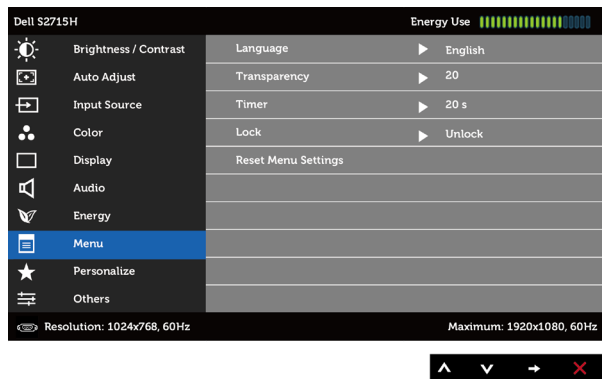 Dell S2715H Energy Use
Brightness / Contrast Language English
Auto Adjust Transparency 20
Input Source Timer 20 s
Color Lock Unlock
Display Reset Menu Settings
Audio
Energy
Menu
Personalize
Others
Resolution: 1024x768, 60Hz Maximum: 1920x1080, 60Hz